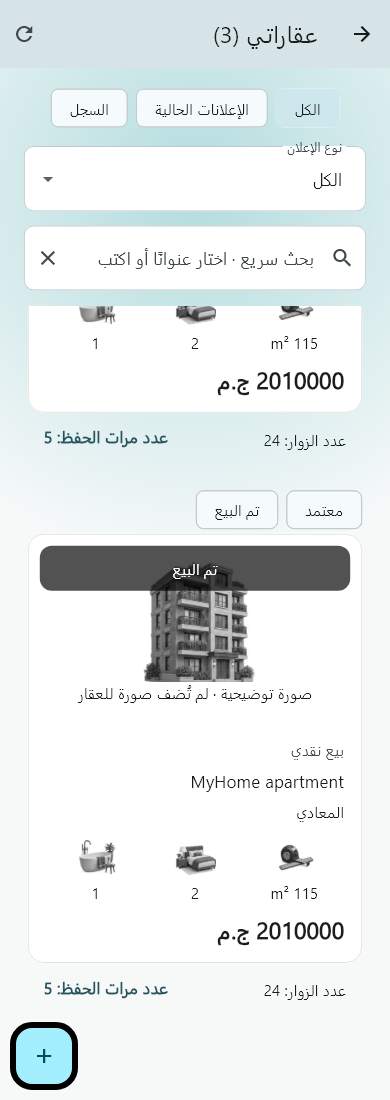 عقاراتي (3)
الكل
الإعلانات الحالية
السجل
نوع الإعلان
الكل
بحث سريع · اختار عنوانًا أو اكتب
115 m²
2
1
2010000 ج.م
عدد الزوار: 24
عدد مرات الحفظ: 5
معتمد
تم البيع
تم البيع
صورة توضيحية · لم تُضف صورة للعقار
بيع نقدي
MyHome apartment
المعادي
115 m²
2
1
2010000 ج.م
عدد الزوار: 24
عدد مرات الحفظ: 5